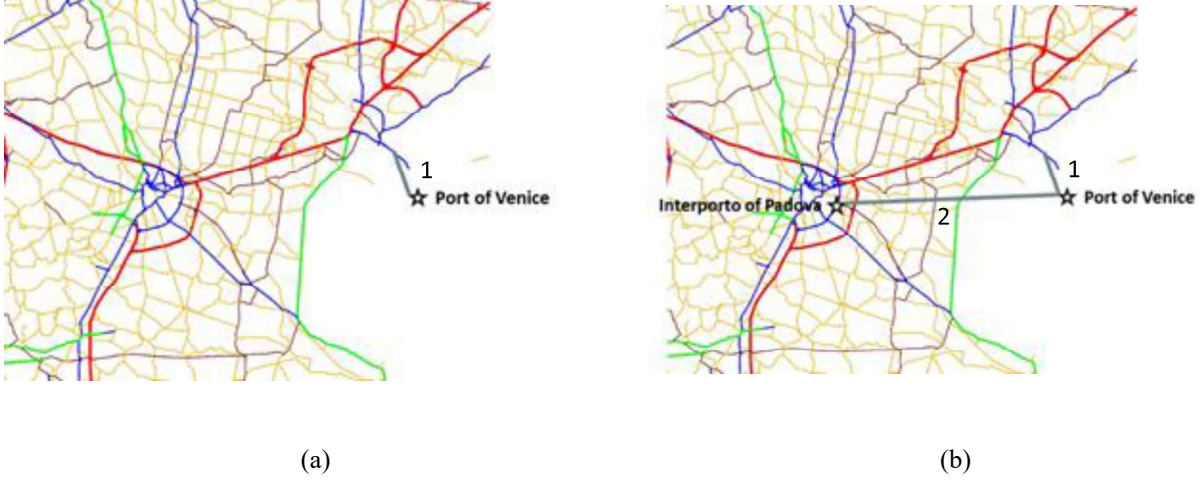 1
Port of Venice
1
Interporto of Padova
Port of Venice
2
(a)
(b)